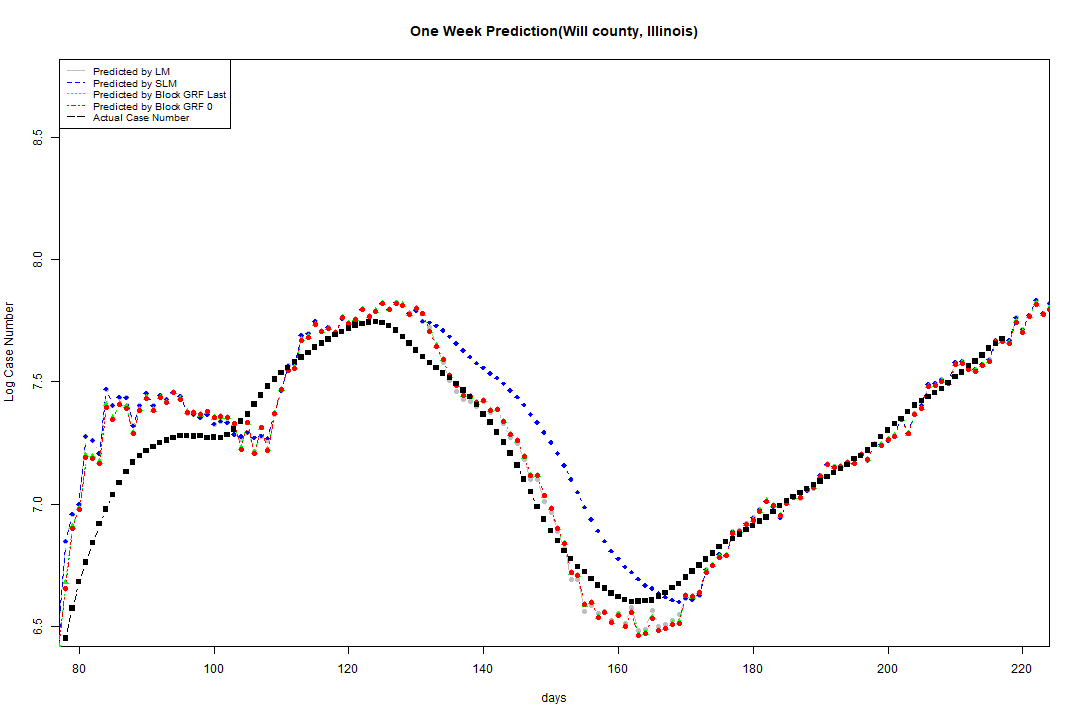 One Week Prediction(Will county, Illinois)
Predicted by LM
Predicted by SLM
Predicted by Block GRF Last
Predicted by Block GRF 0
Actual Case Number
Log Case Number
8.5
8.0
7.5
7.0
6.5
80 100 120 140 160 180 200 220
days